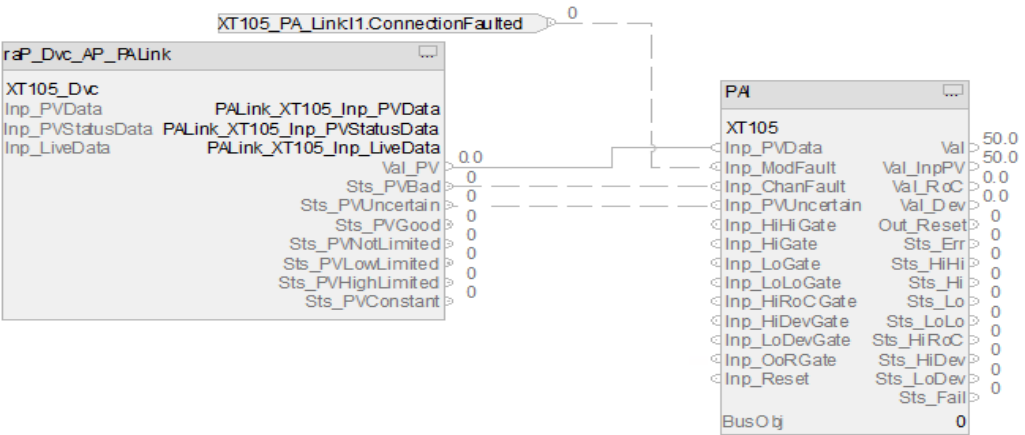 XT105_PA_Link:I1.ConnectionFaulted 0
raP_Dvc_AP_PALink
XT105_Dvc
Inp_PVData PALink_XT105_Inp_PVData
Inp_PVStatusData PALink_XT105_Inp_PVStatusData
Inp_LiveData PALink_XT105_Inp_LiveData
Val_PV 0.0
Sts_PVBad 0
Sts_PVUncertain 0
Sts_PVGood 0
Sts_PVNotLimited 0
Sts_PVLowLimited 0
Sts_PVHighLimited 0
Sts_PVConstant 0
PAI
XT105
Inp_PVData Val 50.0
Inp_ModFault Val_InpPV 50.0
Inp_ChanFault Val_RoC 0.0
Inp_PVUncertain Val_Dev 0.0
Inp_HiHiGate Out_Reset 0
Inp_HiGate Sts_Err 0
Inp_LoGate Sts_HiHi 0
Inp_LoLoGate Sts_Hi 0
Inp_HiRoCGate Sts_Lo 0
Inp_HiDevGate Sts_LoLo 0
Inp_LoDevGate Sts_HiRoC 0
Inp_OoRGate Sts_HiDev 0
Inp_Reset Sts_LoDev 0
Sts_Fail 0
BusObj 0